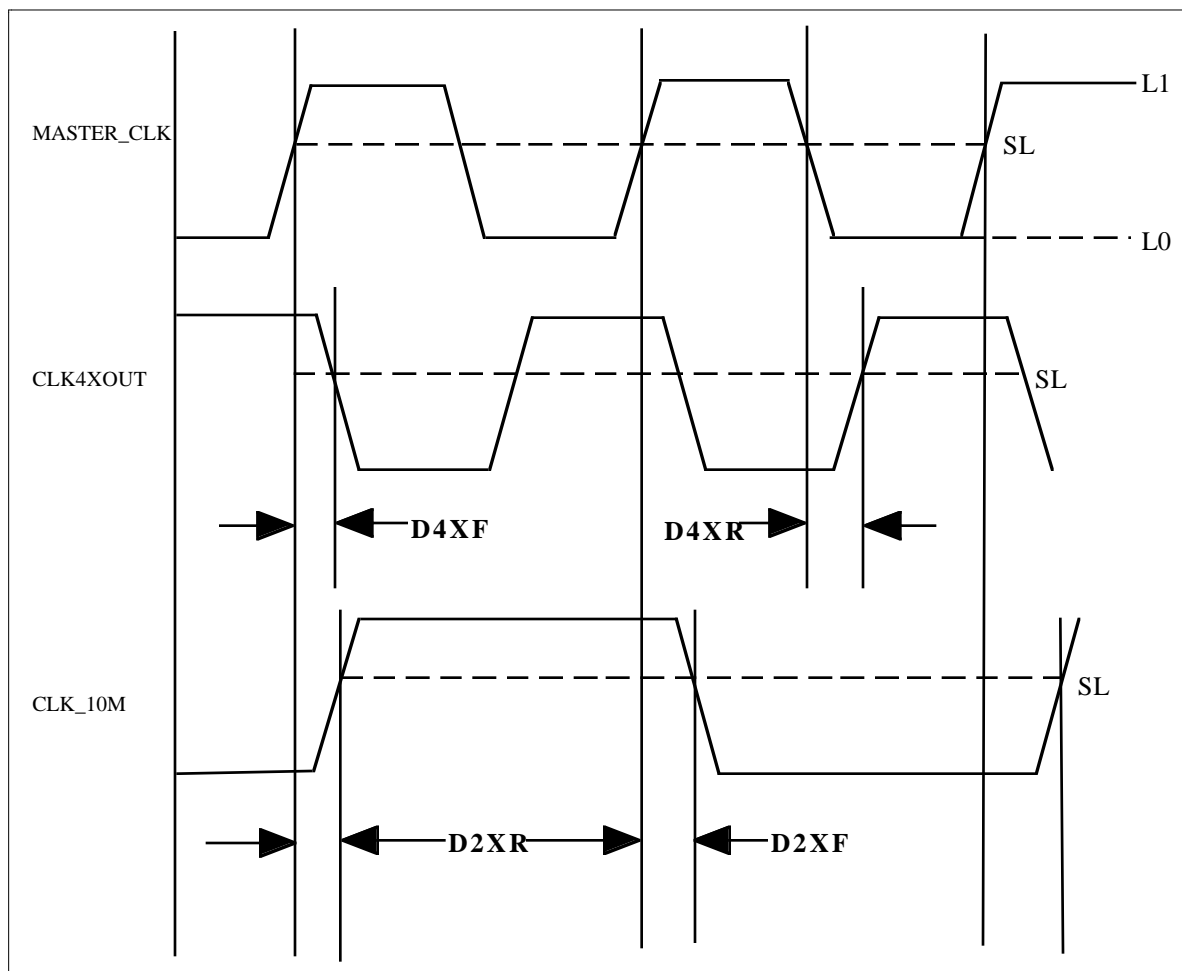 L1
MASTER_CLK
SL
L0
CLK4XOUT
SL
D4XF
D4XR
CLK_10M
SL
D2XR
D2XF